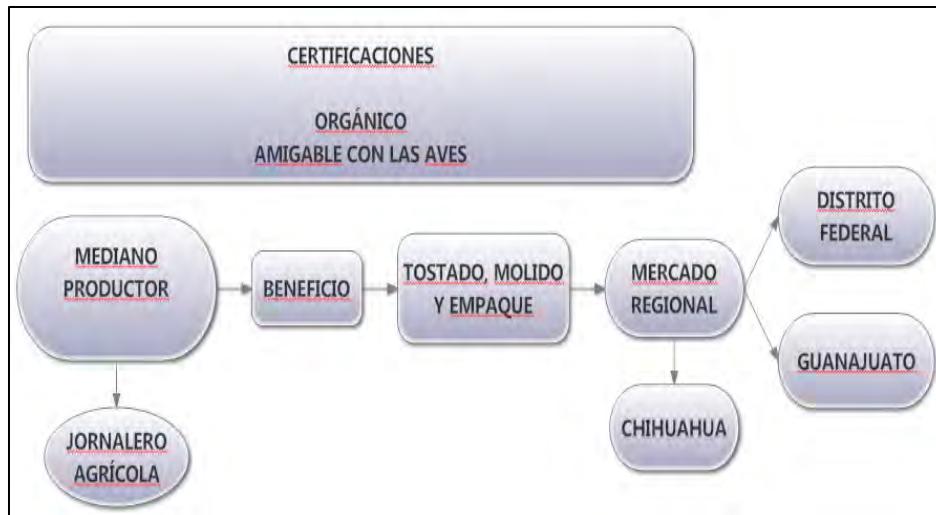 CERTIFICACIONES
ORGÁNICO
AMIGABLE CON LAS AVES
MEDIANO
PRODUCTOR
BENEFICIO
TOSTADO, MOLIDO
Y EMPAQUE
MERCADO
REGIONAL
DISTRITO
FEDERAL
GUANAJUATO
CHIHUAHUA
JORNALERO
AGRÍCOLA